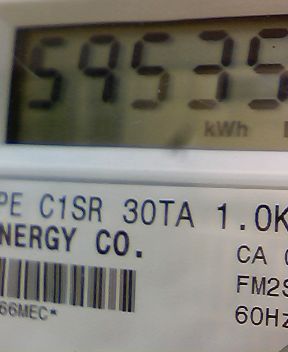 59535
kWh
PE C1SR 30TA 1.0K
NERGY CO.
CA
FM2S
66MEC*
60Hz